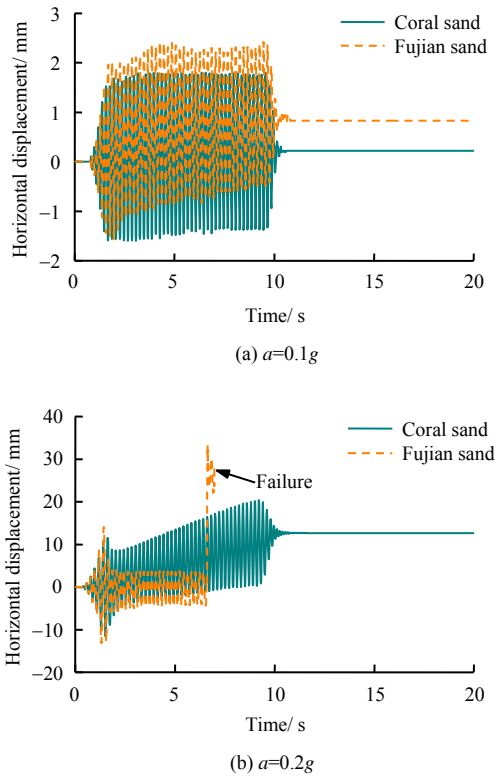 3
Coral sand
Fujian sand
2
1
0
−1
−2
Horizontal displacement/ mm
0
5
10
15
20
Time/ s
(a) a=0.1g
40
Coral sand
Fujian sand
30
Failure
20
10
0
−10
−20
Horizontal displacement/ mm
0
5
10
15
20
Time/ s
(b) a=0.2g